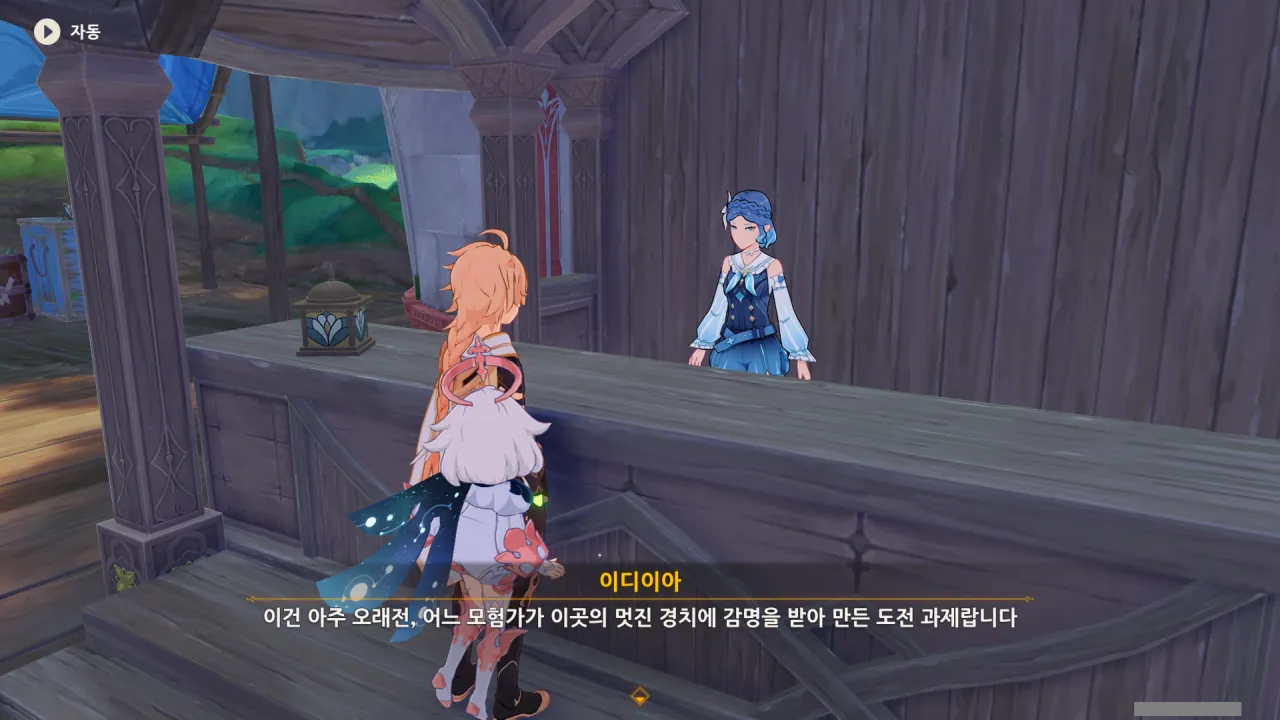 자동
이디이아
이건 아주 오래전, 어느 모험가가 이곳의 멋진 경치에 감명을 받아 만든 도전 과제랍니다